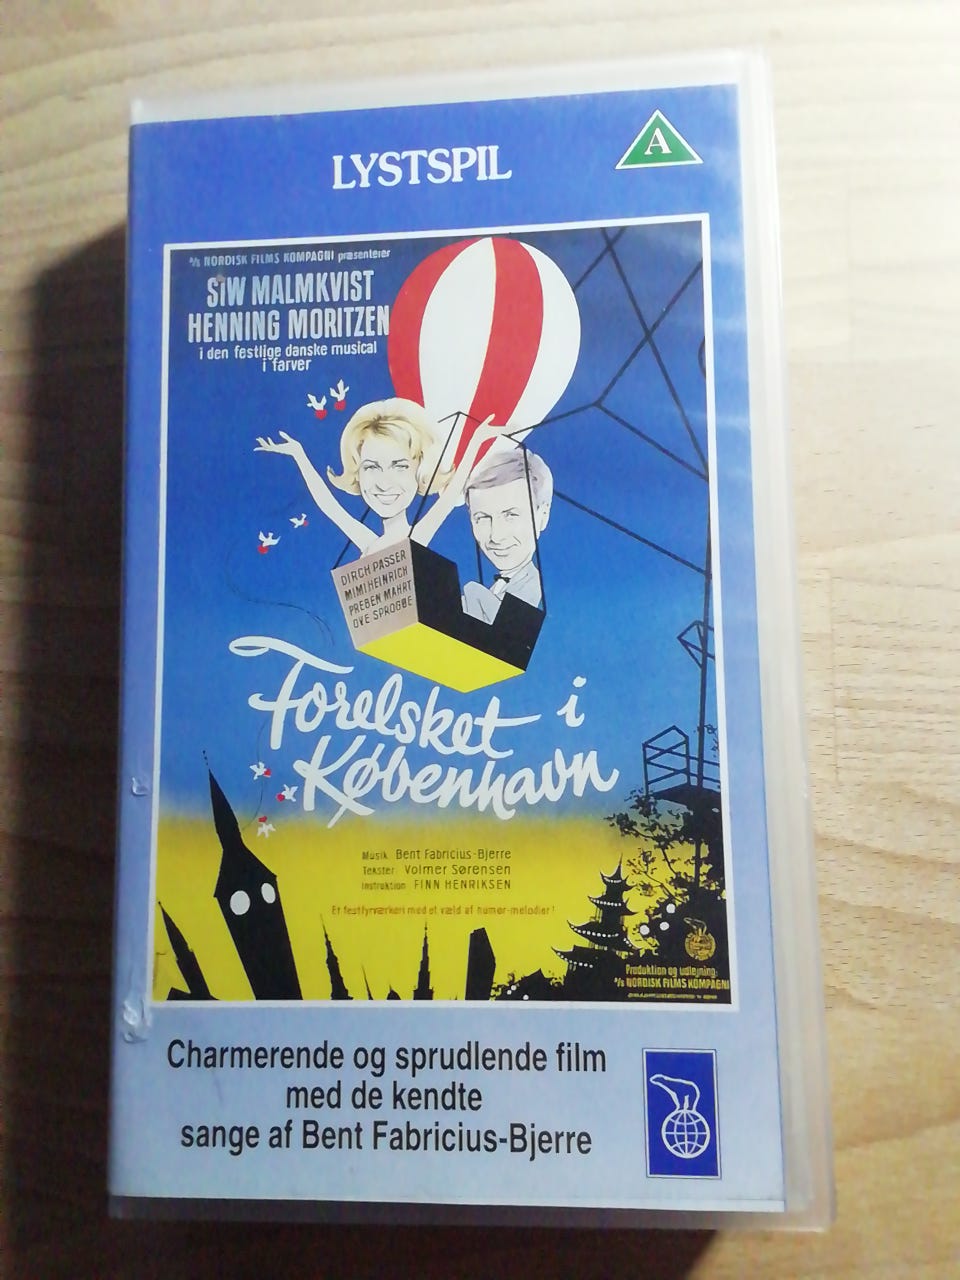 LYSTSPIL
A
A/S NORDISK FILMS KOMPAGNI præsenterer
SIW MALMKVIST
HENNING MORITZEN
i den festlige danske musical
i farver
DIRCH PASSER
MIMI HEINRICH
PREBEN MAHRT
OVE SPROGØE
Forelsket i
København
Musik Bent Fabricius-Bjerre
Tekster Volmer Sørensen
Instruktion FINN HENRIKSEN
Et festfyrværkeri med et væld af humør-melodier!
Produktion og udlejning:
A/S NORDISK FILMS KOMPAGNI
Charmerende og sprudlende film
med de kendte
sange af Bent Fabricius-Bjerre